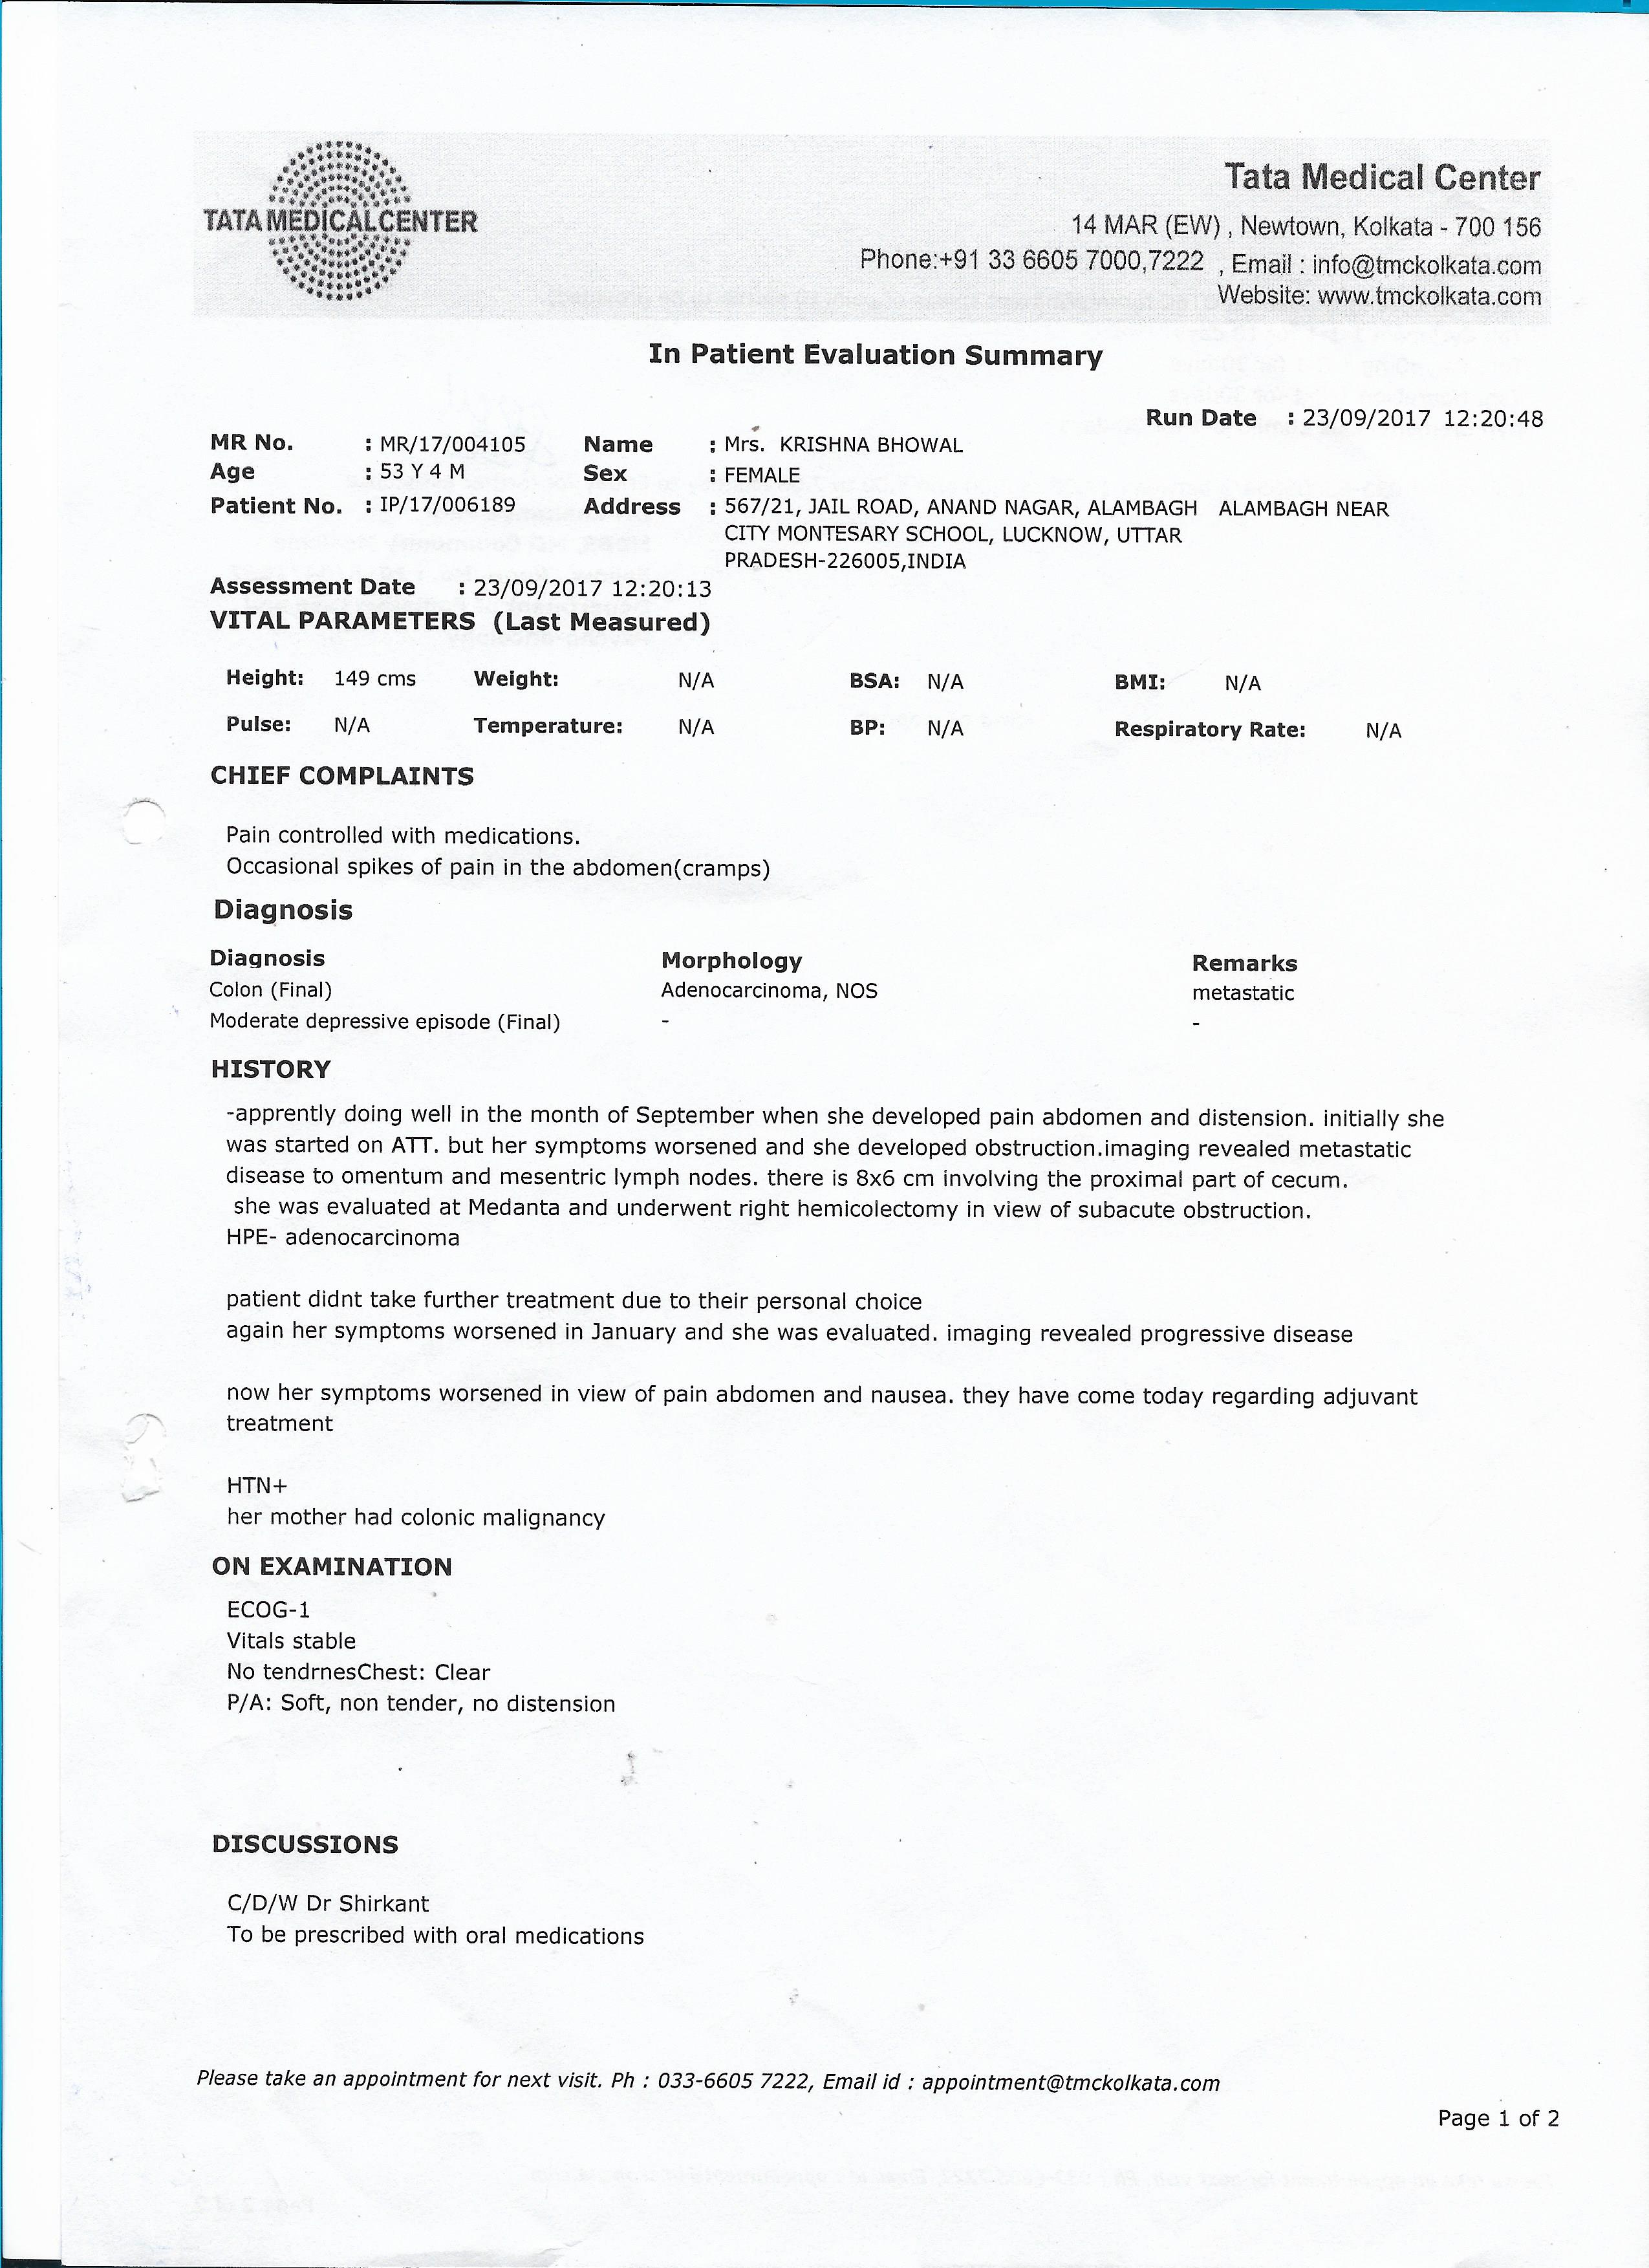 TATA MEDICAL CENTER
Tata Medical Center
14 MAR (EW) , Newtown, Kolkata - 700 156
Phone:+91 33 6605 7000,7222 , Email : info@tmckolkata.com
Website: www.tmckolkata.com
In Patient Evaluation Summary
Run Date : 23/09/2017 12:20:48
MR No. : MR/17/004105 Name : Mrs. KRISHNA BHOWAL
Age : 53 Y 4 M Sex : FEMALE
Patient No. : IP/17/006189 Address : 567/21, JAIL ROAD, ANAND NAGAR, ALAMBAGH ALAMBAGH NEAR
CITY MONTESARY SCHOOL, LUCKNOW, UTTAR
PRADESH-226005,INDIA
Assessment Date : 23/09/2017 12:20:13
VITAL PARAMETERS (Last Measured)
Height: 149 cms Weight: N/A BSA: N/A BMI: N/A
Pulse: N/A Temperature: N/A BP: N/A Respiratory Rate: N/A
CHIEF COMPLAINTS
Pain controlled with medications.
Occasional spikes of pain in the abdomen(cramps)
Diagnosis
Diagnosis Morphology Remarks
Colon (Final) Adenocarcinoma, NOS metastatic
Moderate depressive episode (Final) - -
HISTORY
-apprently doing well in the month of September when she developed pain abdomen and distension. initially she
was started on ATT. but her symptoms worsened and she developed obstruction.imaging revealed metastatic
disease to omentum and mesentric lymph nodes. there is 8x6 cm involving the proximal part of cecum.
she was evaluated at Medanta and underwent right hemicolectomy in view of subacute obstruction.
HPE- adenocarcinoma
patient didnt take further treatment due to their personal choice
again her symptoms worsened in January and she was evaluated. imaging revealed progressive disease
now her symptoms worsened in view of pain abdomen and nausea. they have come today regarding adjuvant
treatment
HTN+
her mother had colonic malignancy
ON EXAMINATION
ECOG-1
Vitals stable
No tendrnesChest: Clear
P/A: Soft, non tender, no distension
DISCUSSIONS
C/D/W Dr Shirkant
To be prescribed with oral medications
Please take an appointment for next visit. Ph : 033-6605 7222, Email id : appointment@tmckolkata.com
Page 1 of 2